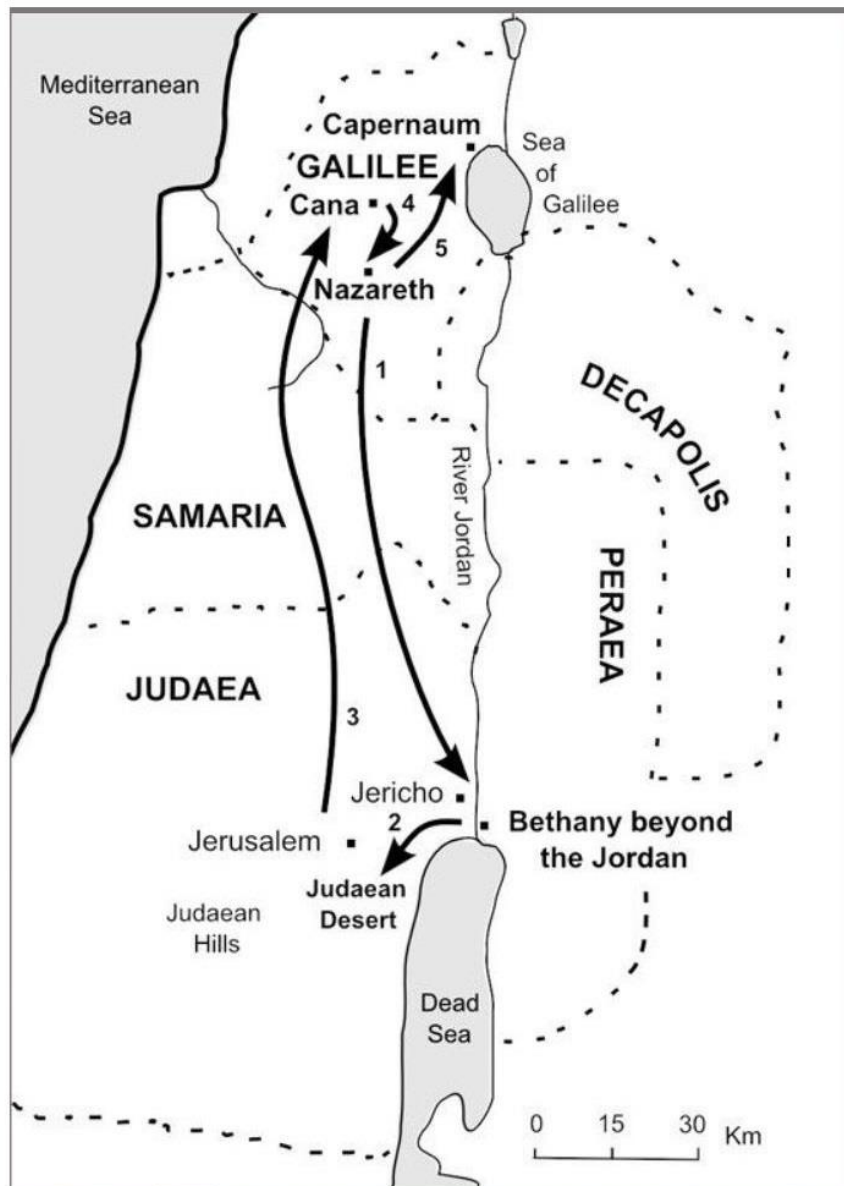 Mediterranean
Sea
Capernaum
Sea
of
Galilee
GALILEE
Cana
4
5
Nazareth
1
DECAPOLIS
River Jordan
SAMARIA
PERAEA
JUDAEA
3
Jericho
2
Bethany beyond
the Jordan
Jerusalem
Judaean
Desert
Judaean
Hills
Dead
Sea
0 15 30 Km